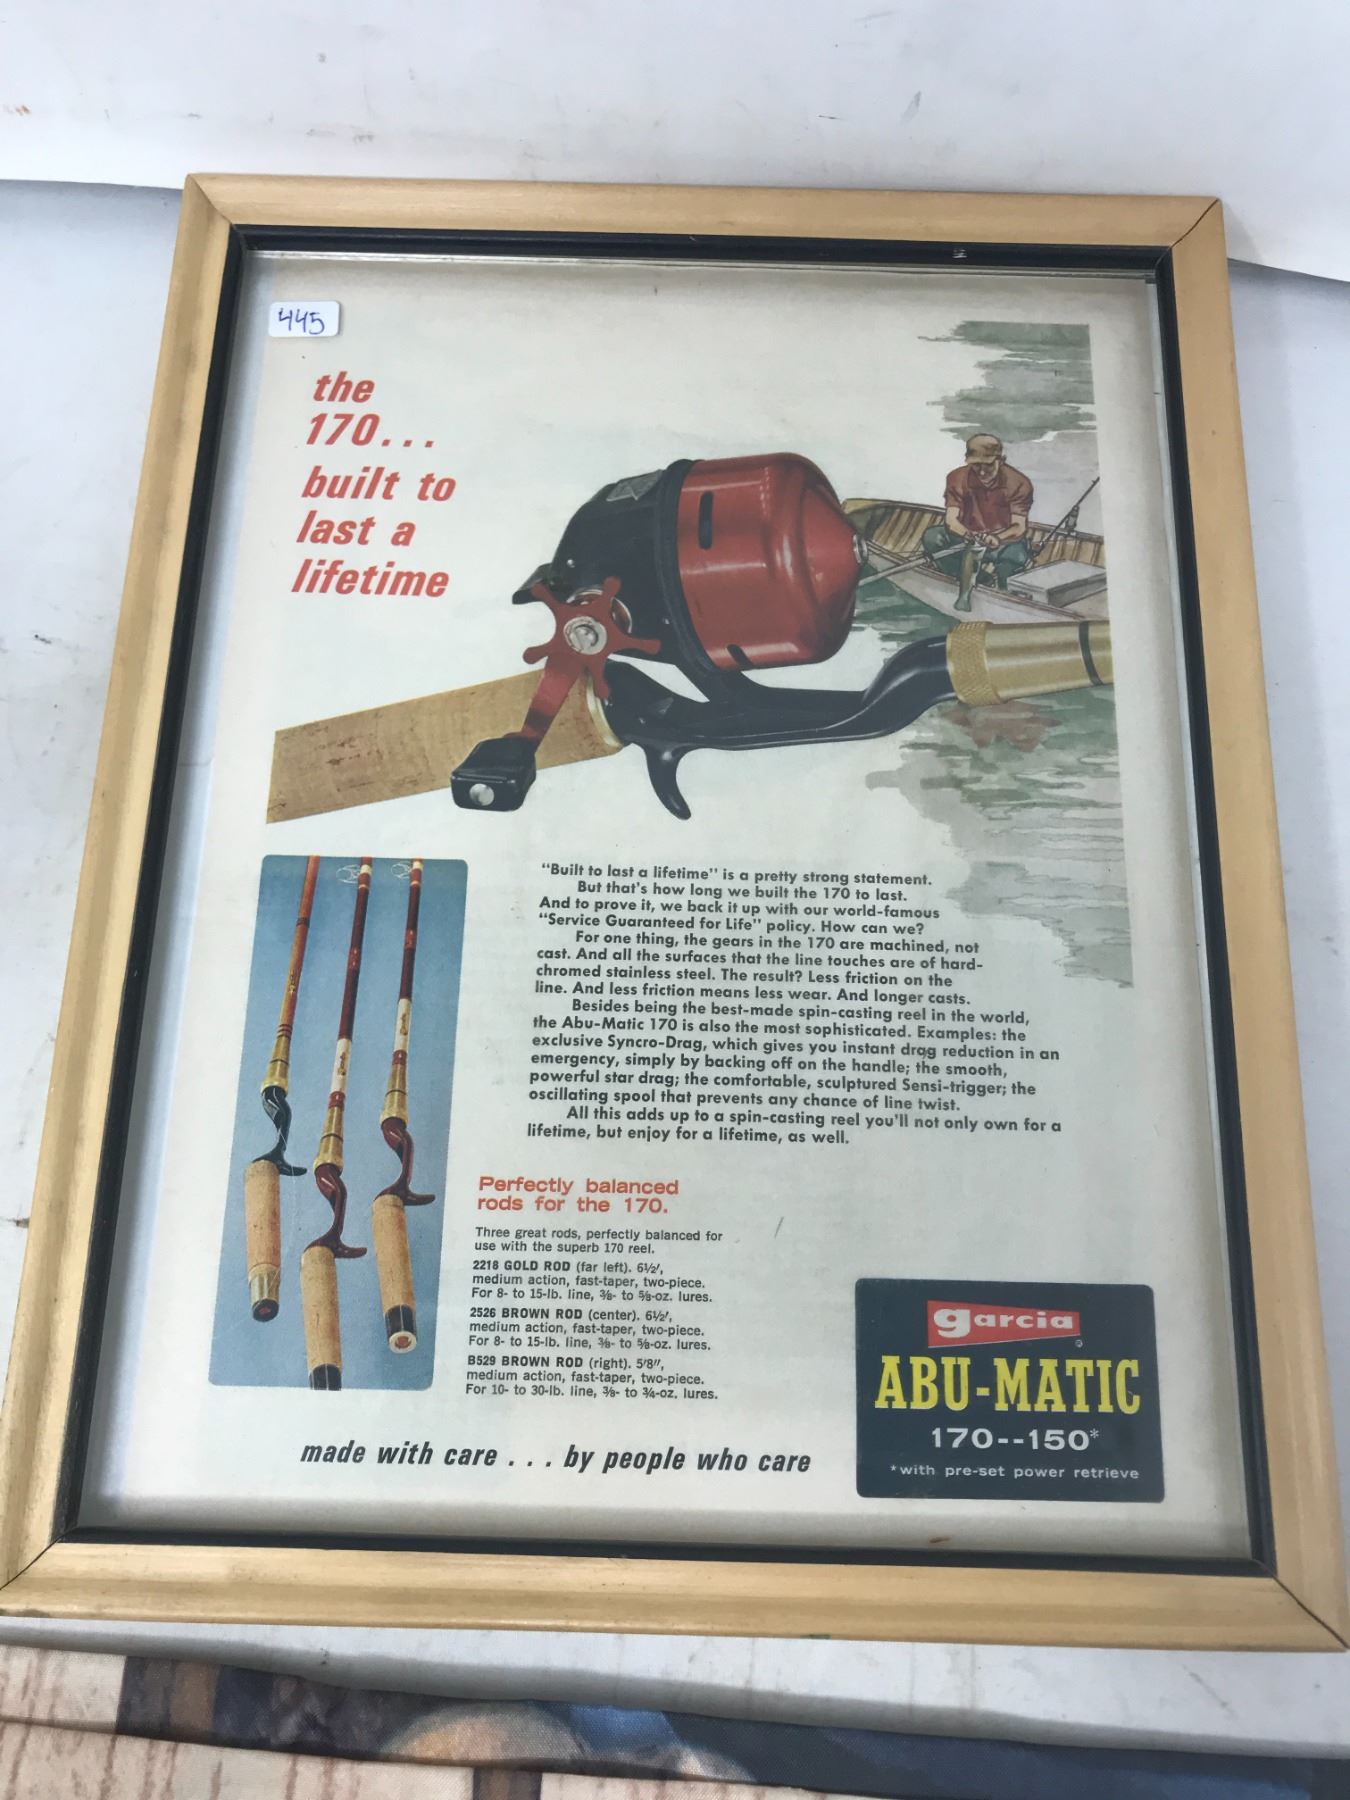 445
the
170...
built to
last a
lifetime
"Built to last a lifetime" is a pretty strong statement.
But that's how long we built the 170 to last.
And to prove it, we back it up with our world-famous
"Service Guaranteed for Life" policy. How can we?
For one thing, the gears in the 170 are machined, not
cast. And all the surfaces that the line touches are of hard-
chromed stainless steel. The result? Less friction on the
line. And less friction means less wear. And longer casts.
Besides being the best-made spin-casting reel in the world,
the Abu-Matic 170 is also the most sophisticated. Examples: the
exclusive Syncro-Drag, which gives you instant drag reduction in an
emergency, simply by backing off on the handle; the smooth,
powerful star drag; the comfortable, sculptured Sensi-trigger; the
oscillating spool that prevents any chance of line twist.
All this adds up to a spin-casting reel you'll not only own for a
lifetime, but enjoy for a lifetime, as well.
Perfectly balanced
rods for the 170.
Three great rods, perfectly balanced for
use with the superb 170 reel.
2218 GOLD ROD (far left). 6½',
medium action, fast-taper, two-piece.
For 8- to 15-lb. line, ⅜- to ⅝-oz. lures.
2526 BROWN ROD (center). 6½',
medium action, fast-taper, two-piece.
For 8- to 15-lb. line, ⅜- to ⅝-oz. lures.
B529 BROWN ROD (right). 5'8",
medium action, fast-taper, two-piece.
For 10- to 30-lb. line, ⅜- to ¾-oz. lures.
made with care . . . by people who care
garcia®
ABU-MATIC
170--150*
*with pre-set power retrieve